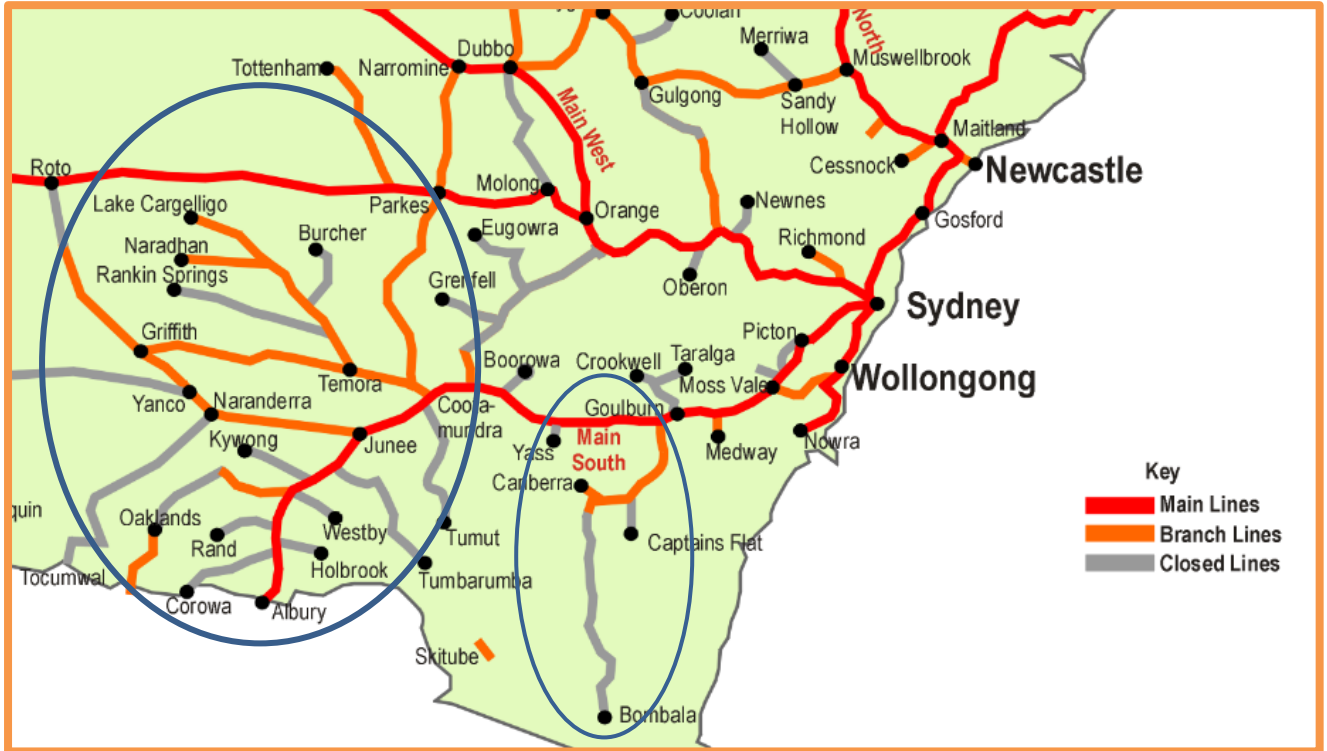 Coolah
Merriwa
North
Dubbo
Tottenham
Narromine
Muswellbrook
Gulgong
Sandy
Hollow
Main West
Maitland
Cessnock
Newcastle
Roto
Molong
Parkes
Lake Cargelligo
Orange
Newnes
Gosford
Burcher
Eugowra
Richmond
Naradhan
Rankin Springs
Grenfell
Oberon
Sydney
Griffith
Picton
Boorowa
Crookwell
Taralga
Temora
Moss Vale
Wollongong
Yanco
Naranderra
Coola-
mundra
Goulburn
Kywong
Junee
Yass
Main
South
Medway
Nowra
Key
Canberra
Main Lines
quin
Oaklands
Westby
Tumut
Captains Flat
Branch Lines
Rand
Closed Lines
Holbrook
Tocumwal
Tumbarumba
Corowa
Albury
Skitube
Bombala